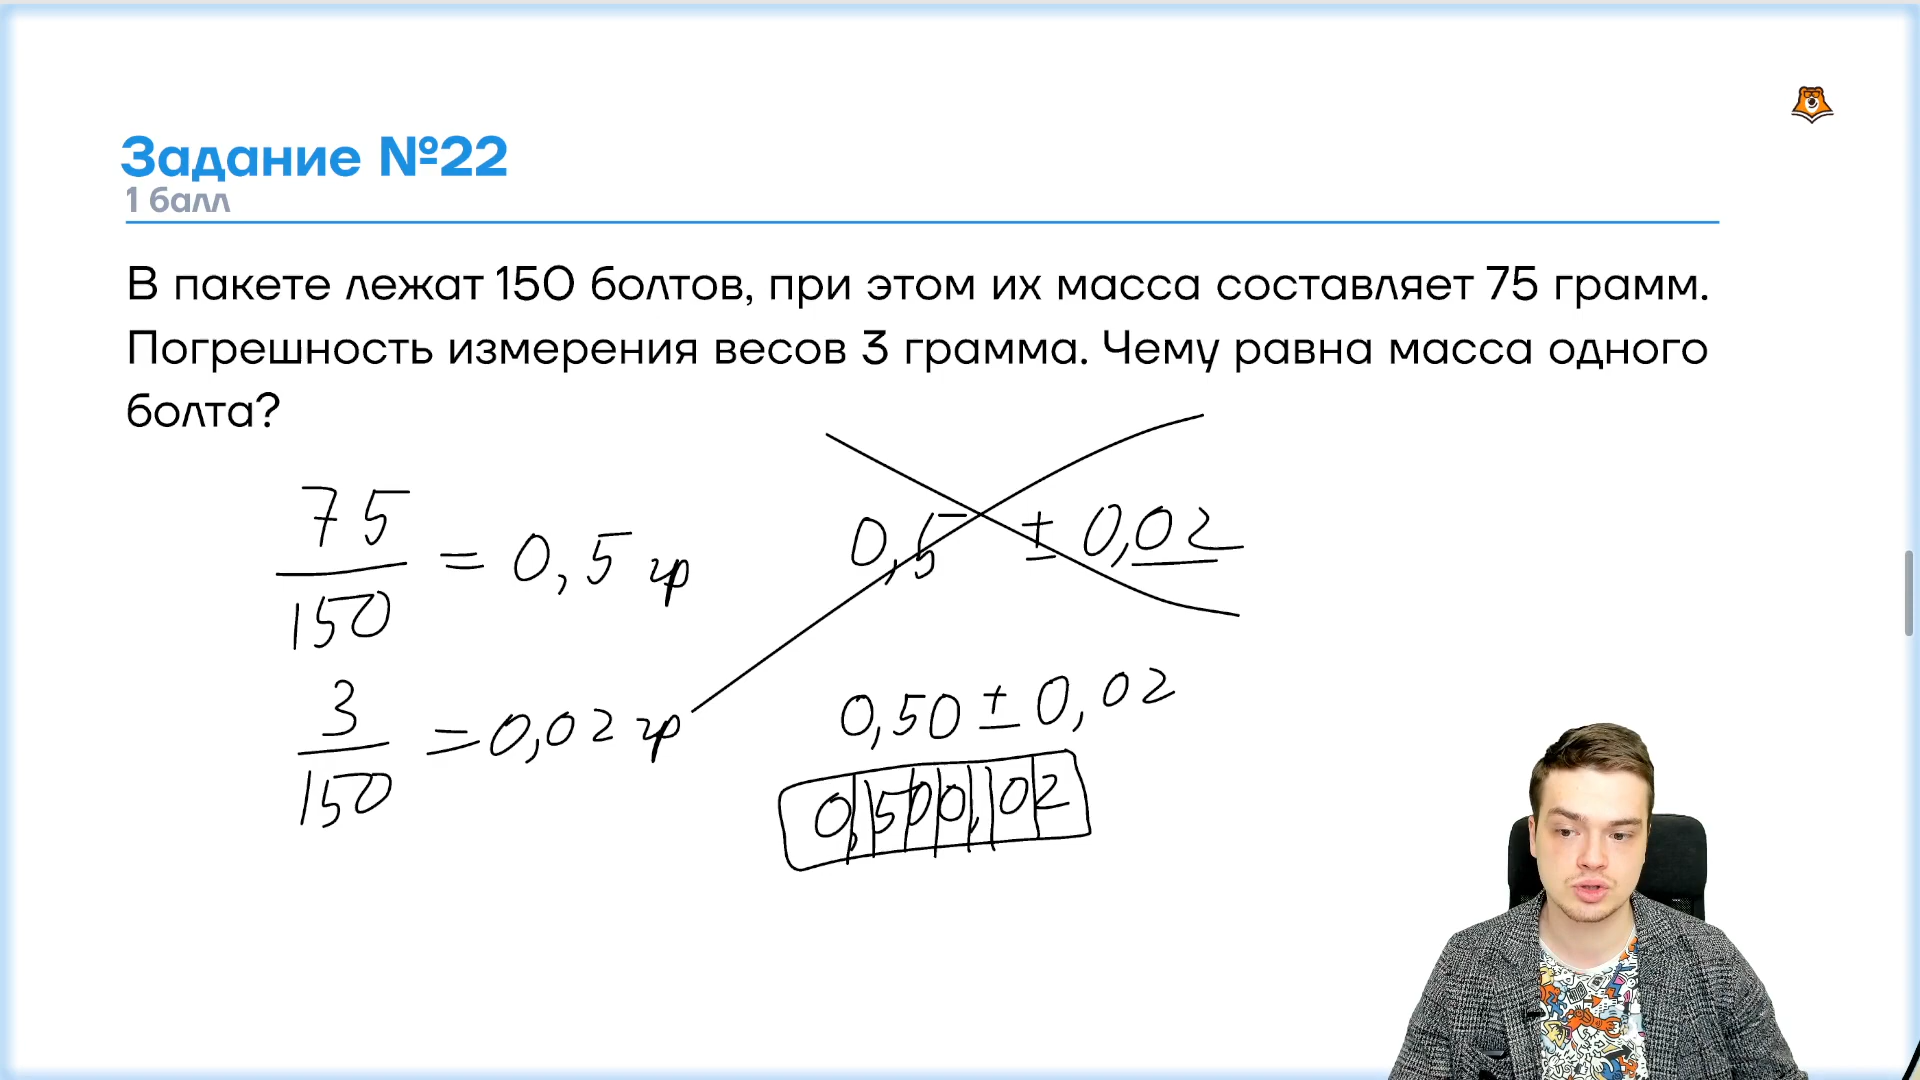 Задание №22
1 балл
В пакете лежат 150 болтов, при этом их масса составляет 75 грамм.
Погрешность измерения весов 3 грамма. Чему равна масса одного
болта?
75/150 = 0,5 гр
0,5 ± 0,02
3/150 = 0,02 гр
0,50 ± 0,02
0,500,02